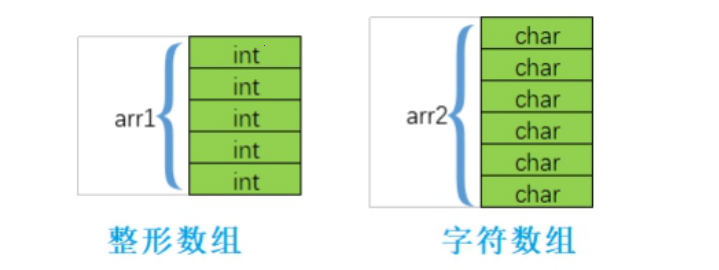 arr1
int
int
int
int
int
整形数组
arr2
char
char
char
char
char
char
字符数组